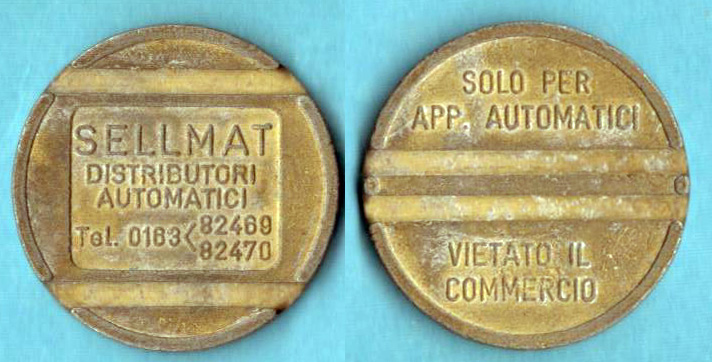 SELLMAT
DISTRIBUTORI
AUTOMATICI
Tel. 0163<82469
82470
SOLO PER
APP. AUTOMATICI
VIETATO IL
COMMERCIO